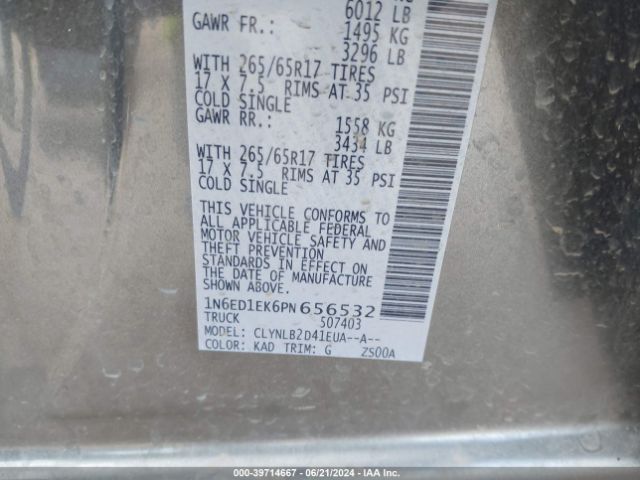 6012 LB
GAWR FR.: 1495 KG
3296 LB
WITH 265/65R17 TIRES
17 X 7.5 RIMS AT 35 PSI
COLD SINGLE
GAWR RR.: 1558 KG
3434 LB
WITH 265/65R17 TIRES
17 X 7.5 RIMS AT 35 PSI
COLD SINGLE
THIS VEHICLE CONFORMS TO
ALL APPLICABLE FEDERAL
MOTOR VEHICLE SAFETY AND
THEFT PREVENTION
STANDARDS IN EFFECT ON
THE DATE OF MANUFACTURE
SHOWN ABOVE.
1N6ED1EK6PN656532
TRUCK 507403
MODEL: CLYNLB2D41EUA--A--
COLOR: KAD TRIM: G ZS00A
000-39714667 - 06/21/2024 - IAA Inc.